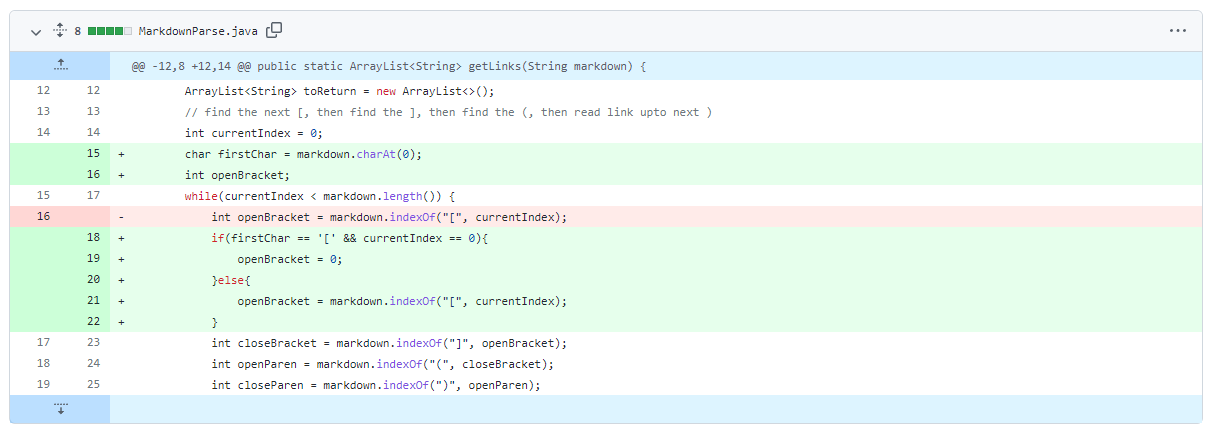 8 MarkdownParse.java
@@ -12,8 +12,14 @@ public static ArrayList<String> getLinks(String markdown) {
12 12 ArrayList<String> toReturn = new ArrayList<>();
13 13 // find the next [, then find the ], then find the (, then read link upto next )
14 14 int currentIndex = 0;
15 + char firstChar = markdown.charAt(0);
16 + int openBracket;
15 17 while(currentIndex < markdown.length()) {
16 - int openBracket = markdown.indexOf("[", currentIndex);
18 + if(firstChar == '[' && currentIndex == 0){
19 + openBracket = 0;
20 + }else{
21 + openBracket = markdown.indexOf("[", currentIndex);
22 + }
17 23 int closeBracket = markdown.indexOf("]", openBracket);
18 24 int openParen = markdown.indexOf("(", closeBracket);
19 25 int closeParen = markdown.indexOf(")", openParen);